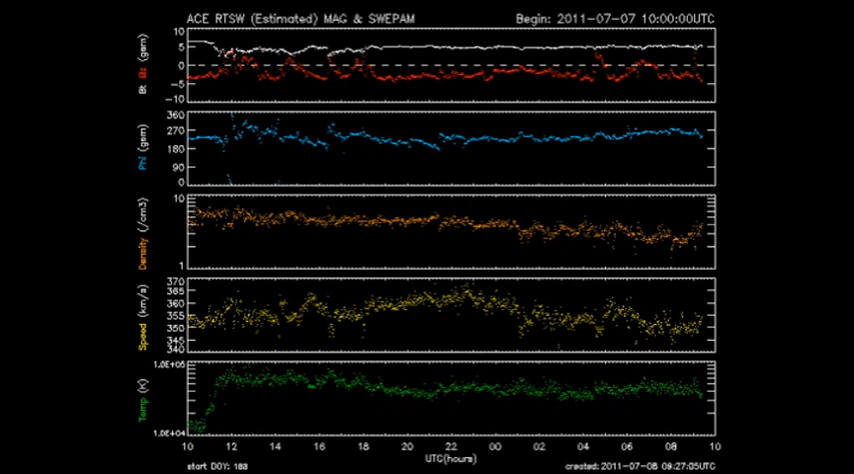 ACE RTSW (Estimated) MAG & SWEPAM Begin: 2011-07-07 10:00:00UTC
Bt Bz (gsm)
10
5
0
-5
-10
Phi (gsm)
360
270
180
90
0
Density (/cm3)
10
1
Speed (km/s)
370
365
360
355
350
345
340
Temp (K)
1.0E+05
1.0E+04
10 12 14 16 18 20 22 00 02 04 06 08 10
UTC(hours)
start DOY: 188 created:2011-07-08 09:27:05UTC